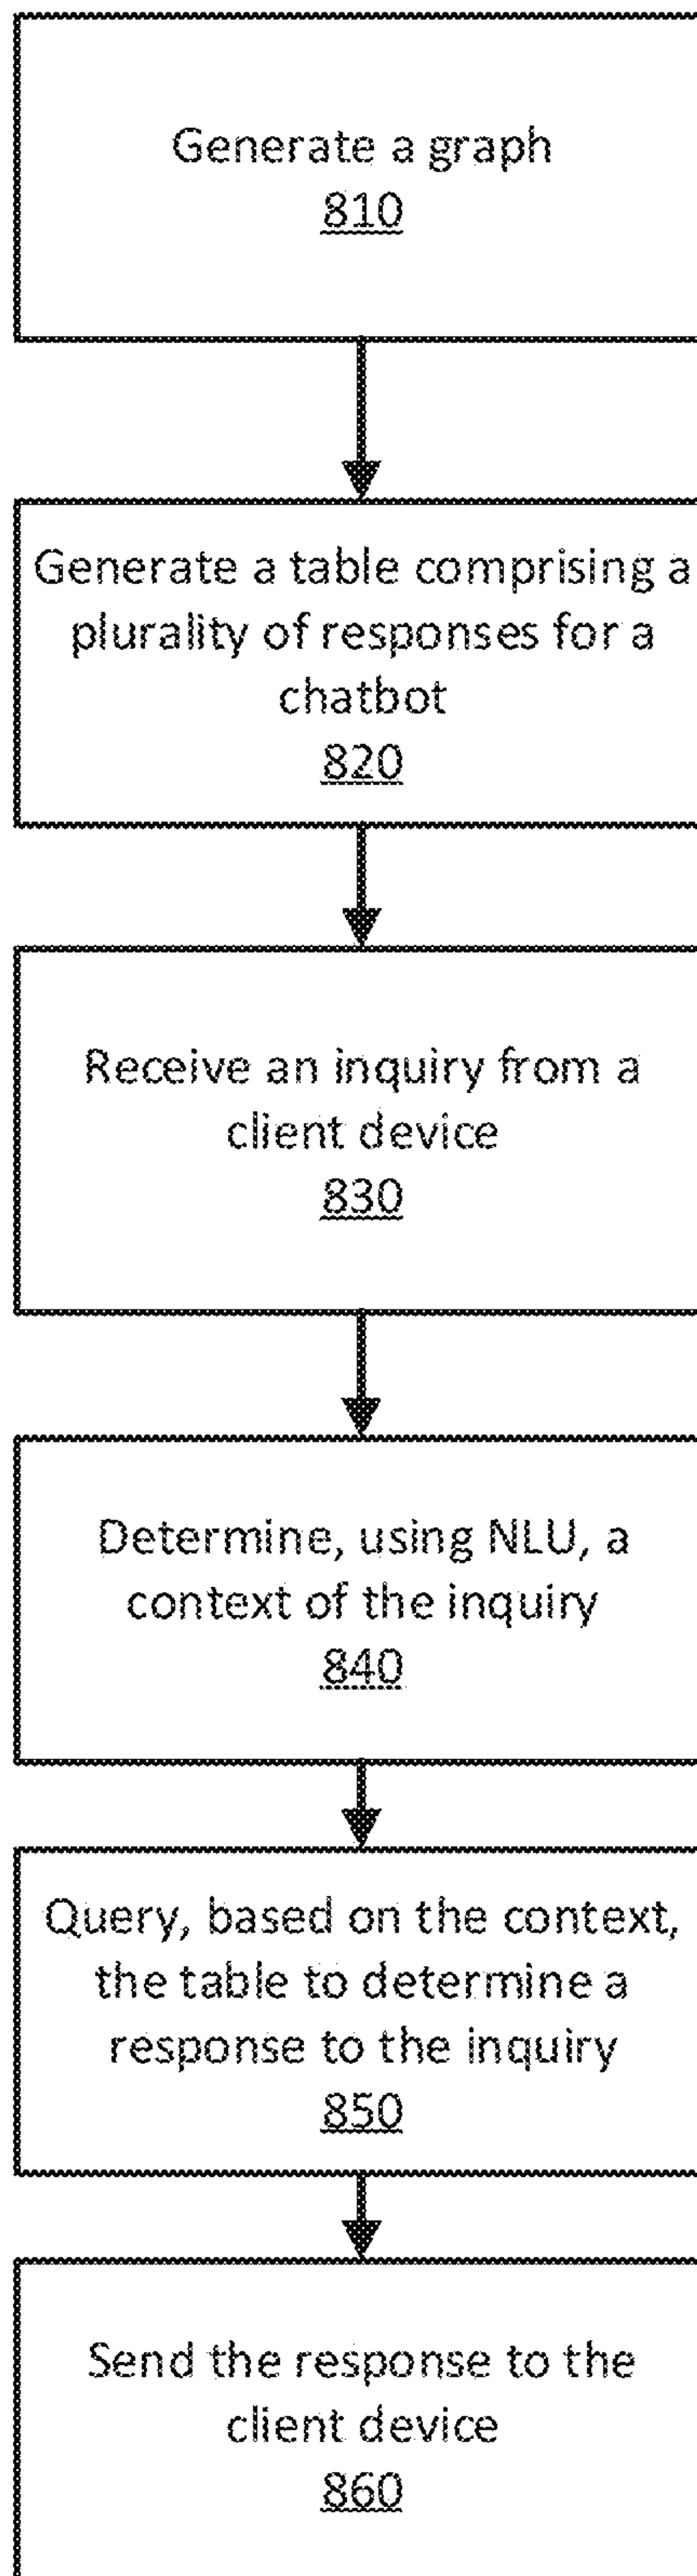 Generate a graph
810
Generate a table comprising a
plurality of responses for a
chatbot
820
Receive an inquiry from a
client device
830
Determine, using NLU, a
context of the inquiry
840
Query, based on the context,
the table to determine a
response to the inquiry
850
Send the response to the
client device
860